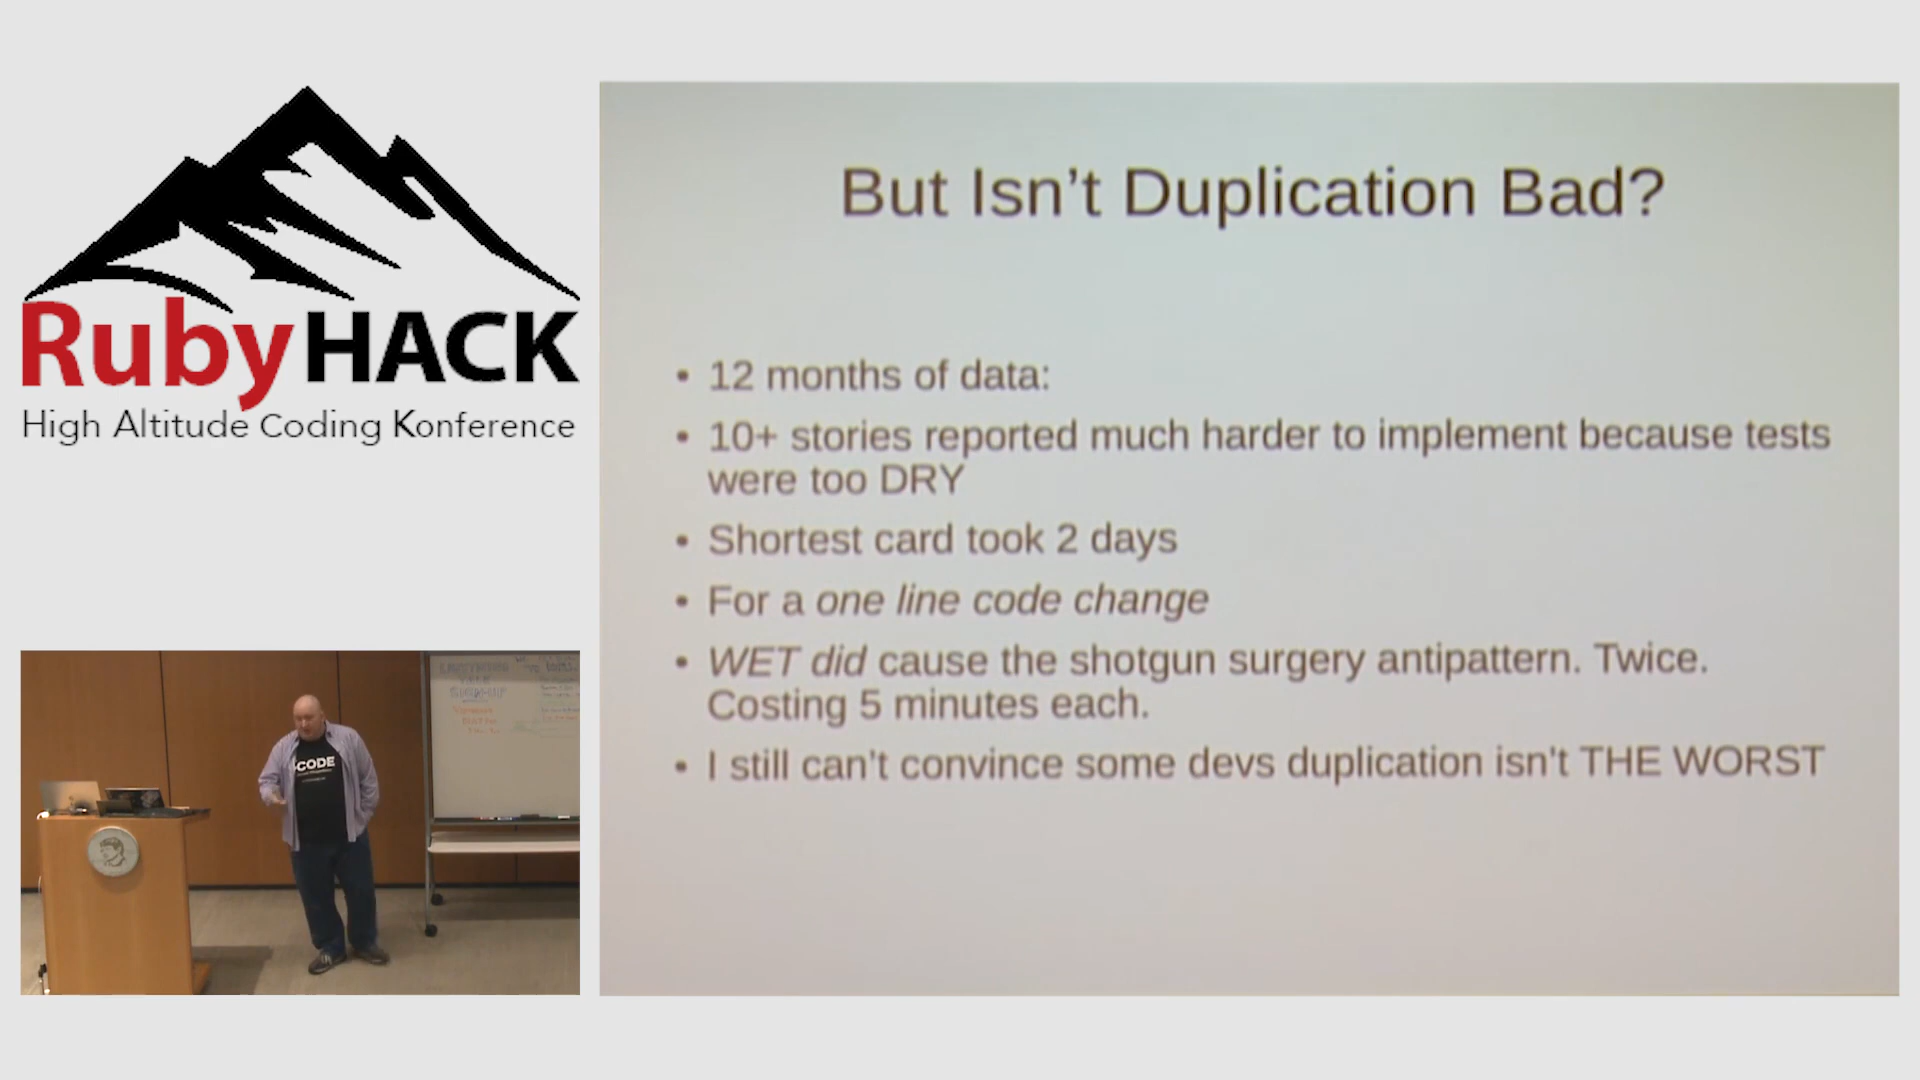 RubyHACK
High Altitude Coding Konference
But Isn’t Duplication Bad?
• 12 months of data:
• 10+ stories reported much harder to implement because tests
were too DRY
• Shortest card took 2 days
• For a one line code change
• WET did cause the shotgun surgery antipattern. Twice.
Costing 5 minutes each.
• I still can't convince some devs duplication isn't THE WORST
CODE